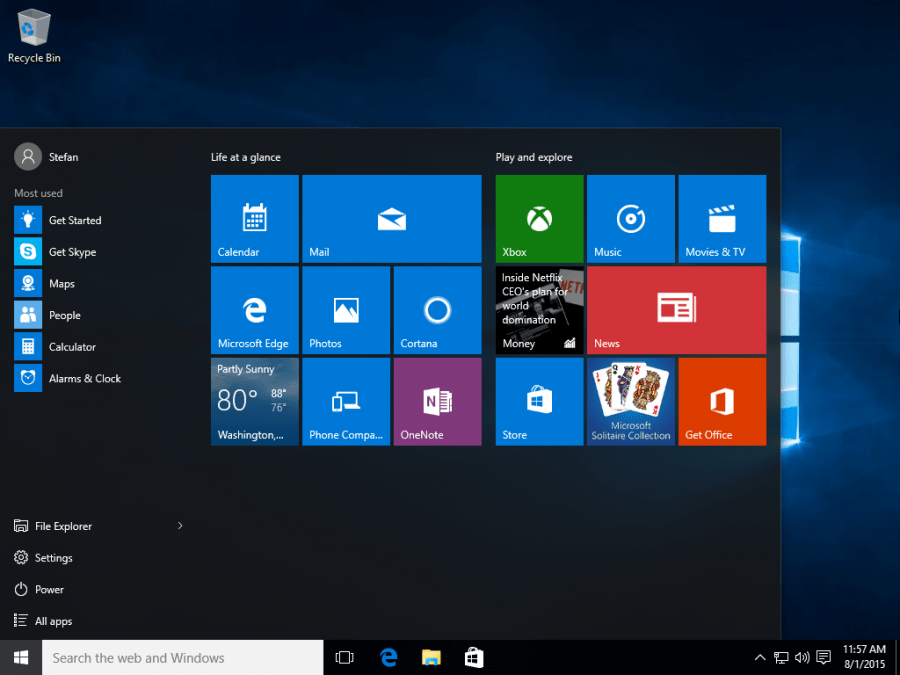 Recycle Bin
Stefan
Most used
Get Started
Get Skype
Maps
People
Calculator
Alarms & Clock
File Explorer
Settings
Power
All apps
Life at a glance
Calendar
Mail
Microsoft Edge
Photos
Cortana
Partly Sunny
80°
88°
76°
Washington,...
Phone Compa...
OneNote
Play and explore
Xbox
Music
Movies & TV
Inside Netflix
CEO's plan for
world
domination
Money
News
Store
Microsoft
Solitaire Collection
Get Office
Search the web and Windows
11:57 AM
8/1/2015